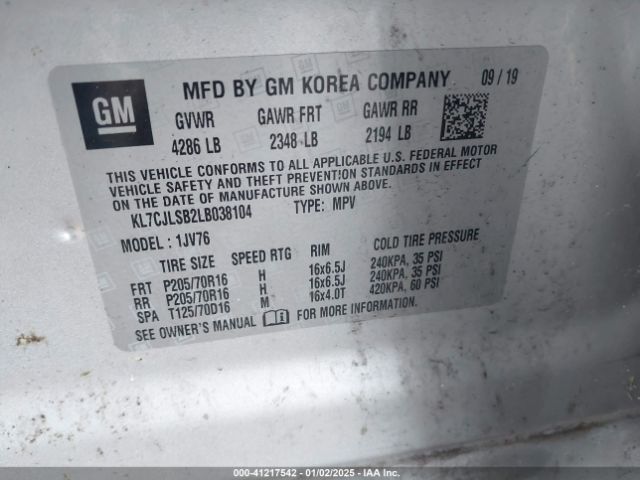 GM MFD BY GM KOREA COMPANY 09 / 19
GVWR GAWR FRT GAWR RR
4286 LB 2348 LB 2194 LB
THIS VEHICLE CONFORMS TO ALL APPLICABLE U.S. FEDERAL MOTOR
VEHICLE SAFETY AND THEFT PREVENTION STANDARDS IN EFFECT
ON THE DATE OF MANUFACTURE SHOWN ABOVE.
KL7CJLSB2LB038104 TYPE: MPV
MODEL: 1JV76
TIRE SIZE SPEED RTG RIM COLD TIRE PRESSURE
FRT P205/70R16 H 16x6.5J 240KPA, 35 PSI
RR P205/70R16 H 16x6.5J 240KPA, 35 PSI
SPA T125/70D16 M 16x4.0T 420KPA, 60 PSI
SEE OWNER'S MANUAL FOR MORE INFORMATION.
000-41217542 - 01/02/2025 - IAA Inc.